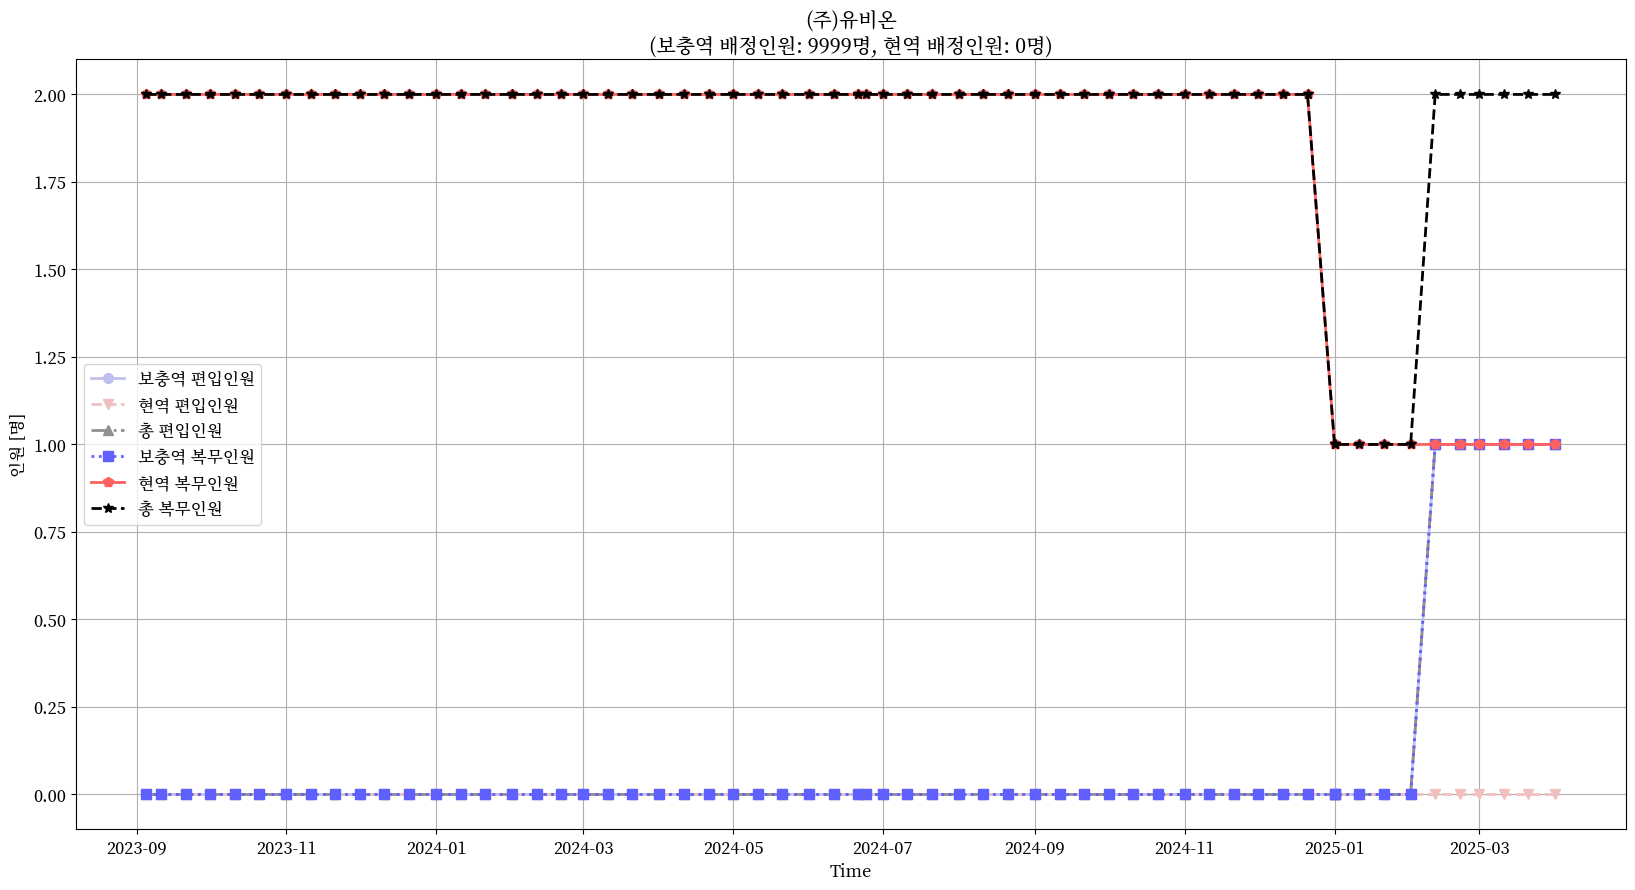 (주)유비온
(보충역 배정인원: 9999명, 현역 배정인원: 0명)
인원 [명]
2.00
1.75
1.50
1.25
1.00
0.75
0.50
0.25
0.00
보충역 편입인원
현역 편입인원
총 편입인원
보충역 복무인원
현역 복무인원
총 복무인원
2023-09 2023-11 2024-01 2024-03 2024-05 2024-07 2024-09 2024-11 2025-01 2025-03
Time